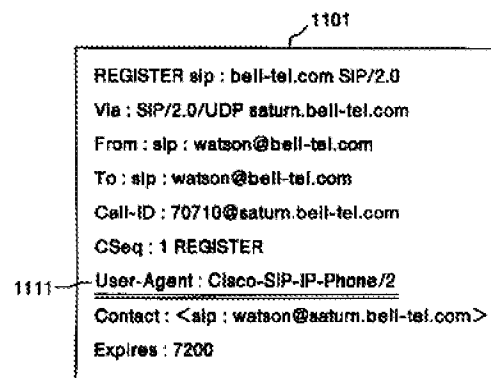 1101
REGISTER sip : bell-tel.com SIP/2.0
Via : SIP/2.0/UDP saturn.bell-tel.com
From : sip : watson@bell-tel.com
To : sip : watson@bell-tel.com
Call-ID : 70710@saturn.bell-tel.com
CSeq : 1 REGISTER
1111 User-Agent : Cisco-SIP-IP-Phone/2
Contact : <sip : watson@saturn.bell-tel.com>
Expires : 7200